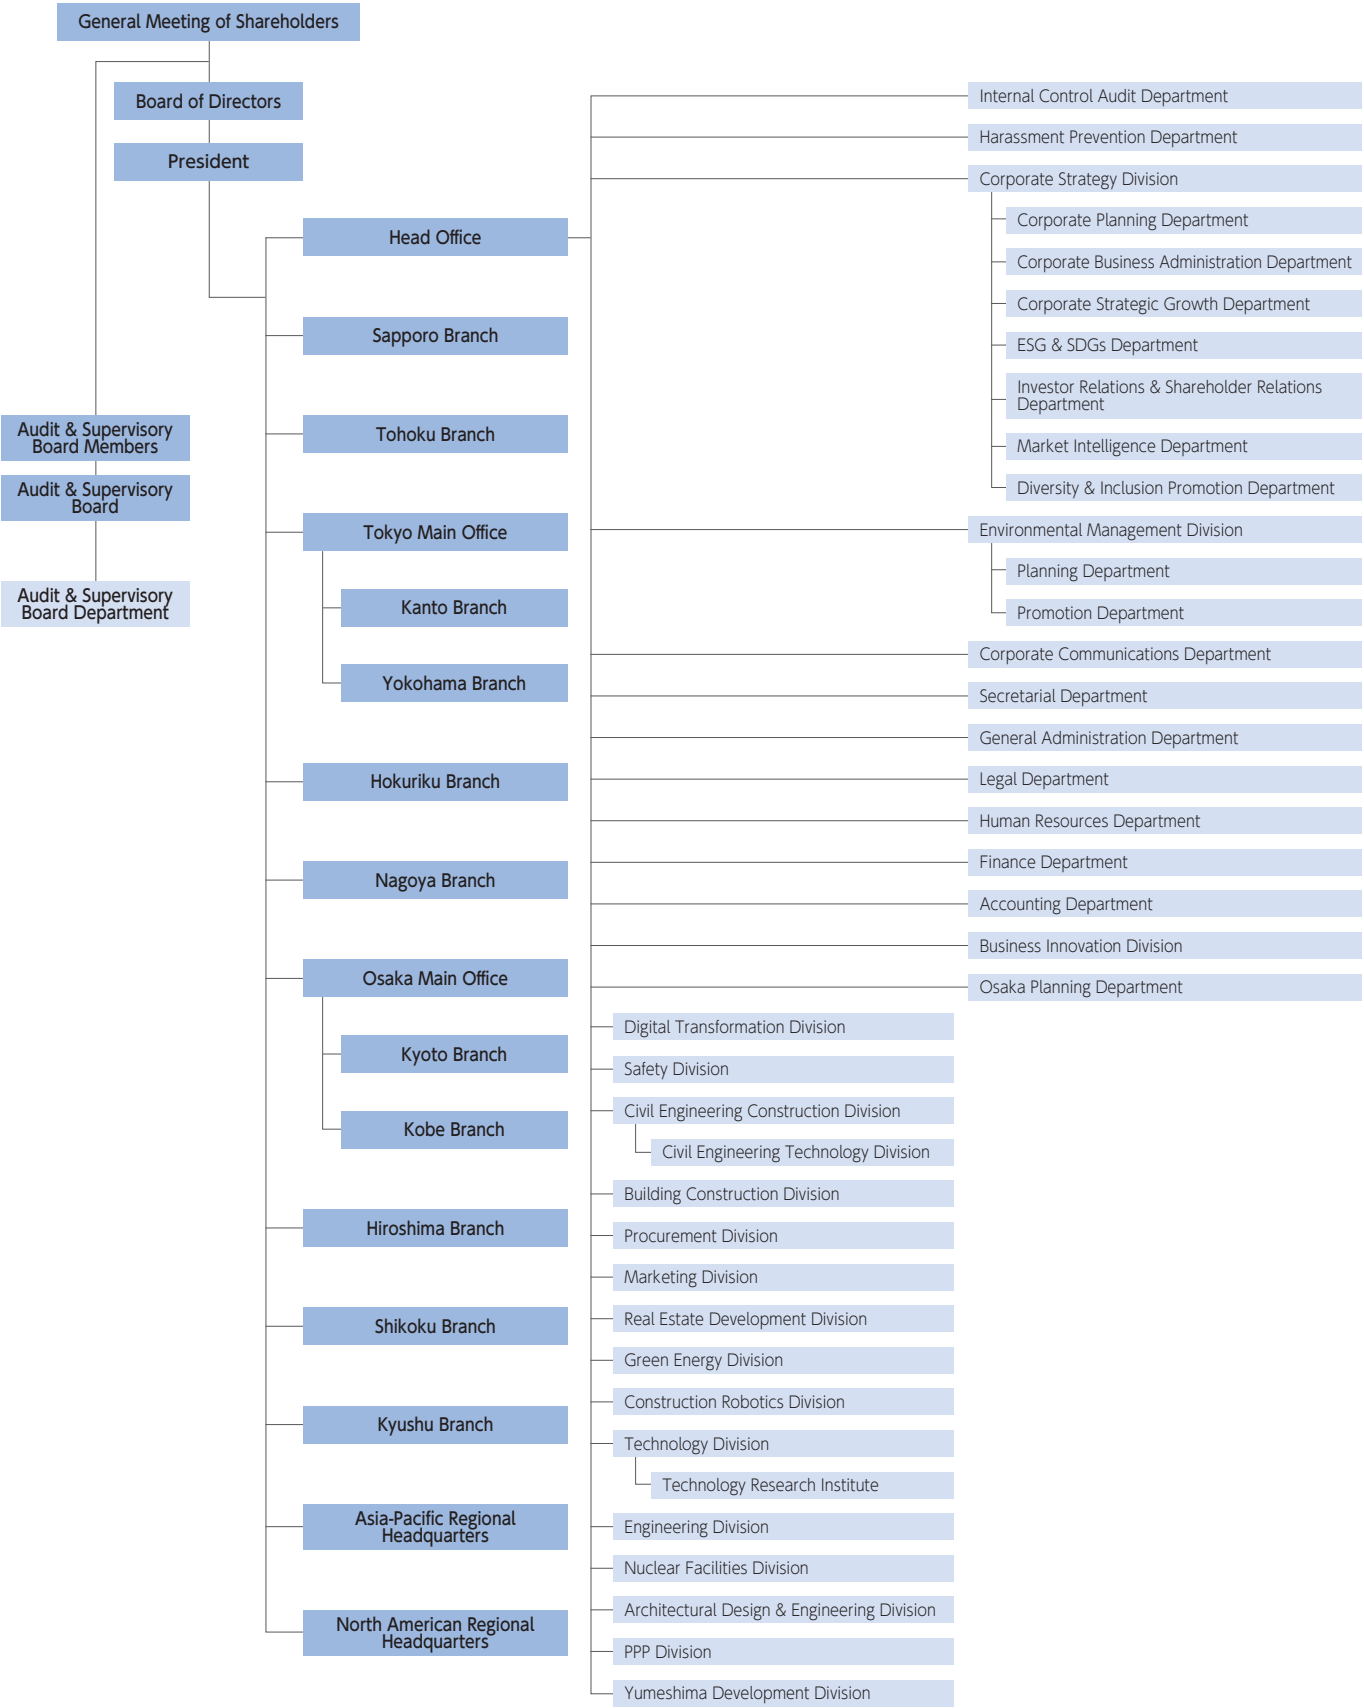 General Meeting of Shareholders
Board of Directors
President
Audit & Supervisory
Board Members
Audit & Supervisory
Board
Audit & Supervisory
Board Department
Head Office
Sapporo Branch
Tohoku Branch
Tokyo Main Office
Kanto Branch
Yokohama Branch
Hokuriku Branch
Nagoya Branch
Osaka Main Office
Kyoto Branch
Kobe Branch
Hiroshima Branch
Shikoku Branch
Kyushu Branch
Asia-Pacific Regional
Headquarters
North American Regional
Headquarters
Internal Control Audit Department
Harassment Prevention Department
Corporate Strategy Division
Corporate Planning Department
Corporate Business Administration Department
Corporate Strategic Growth Department
ESG & SDGs Department
Investor Relations & Shareholder Relations
Department
Market Intelligence Department
Diversity & Inclusion Promotion Department
Environmental Management Division
Planning Department
Promotion Department
Corporate Communications Department
Secretarial Department
General Administration Department
Legal Department
Human Resources Department
Finance Department
Accounting Department
Business Innovation Division
Osaka Planning Department
Digital Transformation Division
Safety Division
Civil Engineering Construction Division
Civil Engineering Technology Division
Building Construction Division
Procurement Division
Marketing Division
Real Estate Development Division
Green Energy Division
Construction Robotics Division
Technology Division
Technology Research Institute
Engineering Division
Nuclear Facilities Division
Architectural Design & Engineering Division
PPP Division
Yumeshima Development Division